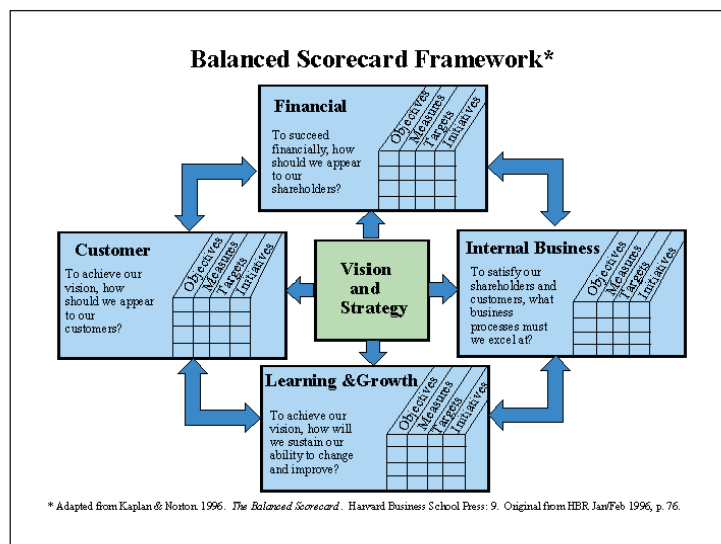 Balanced Scorecard Framework*
Financial
To succeed
financially, how
should we appear
to our
shareholders?
Objectives
Measures
Targets
Initiatives
Customer
To achieve our
vision, how
should we appear
to our
customers?
Objectives
Measures
Targets
Initiatives
Vision
and
Strategy
Internal Business
To satisfy our
shareholders
and customers,
what business
processes must
we excel at?
Objectives
Measures
Targets
Initiatives
Learning &Growth
To achieve our
vision, how will
we sustain our
ability to change
and improve?
Objectives
Measures
Targets
Initiatives
* Adapted from Kaplan & Norton 1996. The Balanced Scorecard. Harvard Business School Press: 9. Original from HBR Jan/Feb 1996, p. 76.